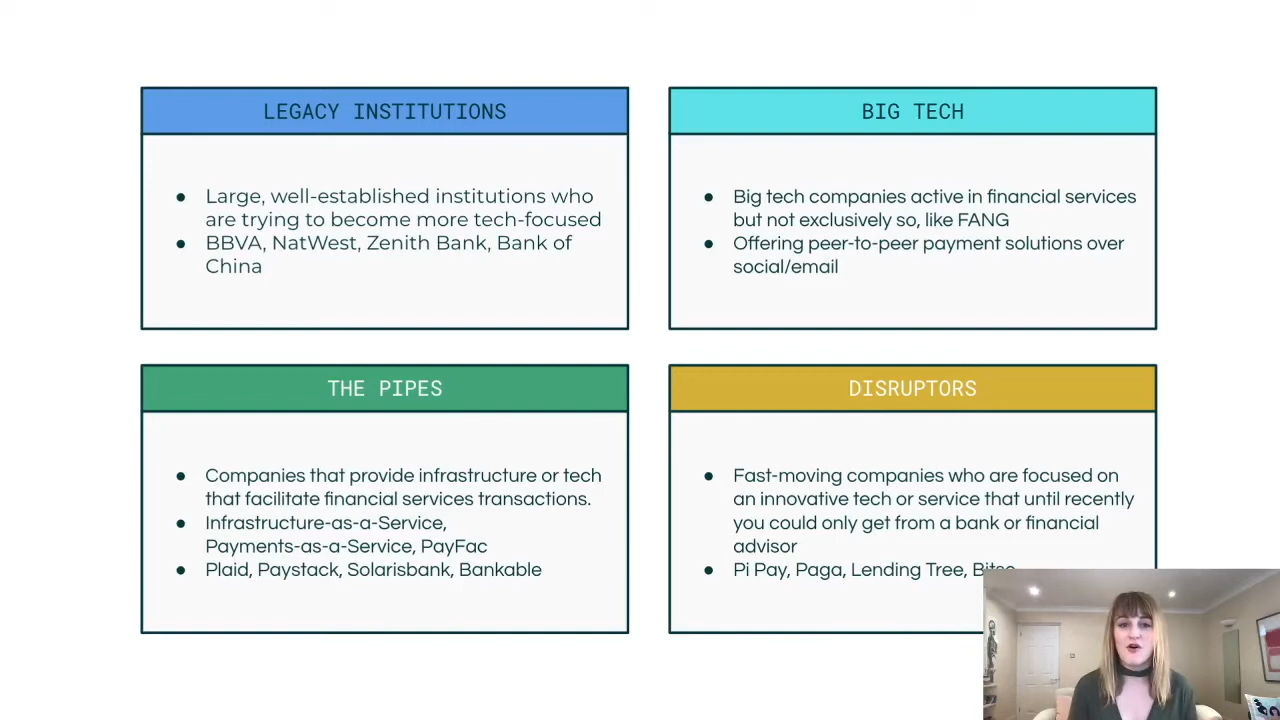 LEGACY INSTITUTIONS
● Large, well-established institutions who
are trying to become more tech-focused
● BBVA, NatWest, Zenith Bank, Bank of
China
BIG TECH
● Big tech companies active in financial services
but not exclusively so, like FANG
● Offering peer-to-peer payment solutions over
social/email
THE PIPES
● Companies that provide infrastructure or tech
that facilitate financial services transactions.
● Infrastructure-as-a-Service,
Payments-as-a-Service, PayFac
● Plaid, Paystack, Solarisbank, Bankable
DISRUPTORS
● Fast-moving companies who are focused on
an innovative tech or service that until recently
you could only get from a bank or financial
advisor
● Pi Pay, Paga, Lending Tree,